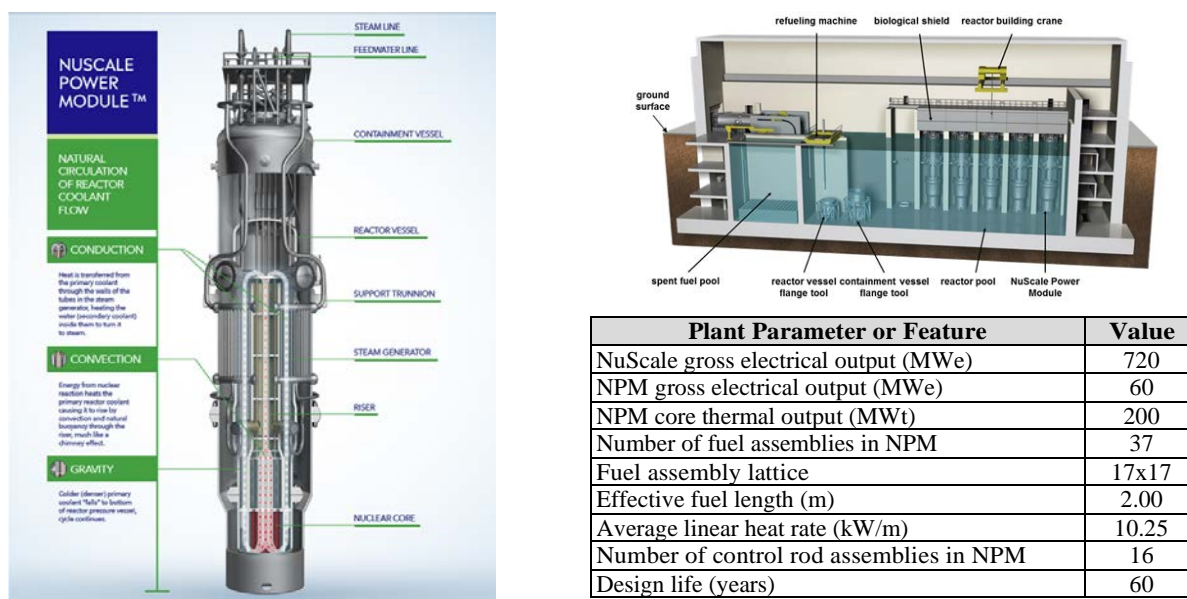 NUSCALE
POWER
MODULE™
NATURAL
CIRCULATION
OF REACTOR
COOLANT
FLOW
CONDUCTION
Heat is transferred from
the primary coolant
through the walls of the
tubes in the steam
generator, heating the
water (secondary coolant)
inside them to turn it
to steam.
CONVECTION
Energy from nuclear
reaction heats the
primary reactor coolant
causing it to rise by
convection and natural
buoyancy through the
riser, much like a
chimney effect.
GRAVITY
Colder (denser) primary
coolant "falls" to bottom
of reactor pressure vessel,
cycle continues.
STEAM LINE
FEEDWATER LINE
CONTAINMENT VESSEL
REACTOR VESSEL
SUPPORT TRUNNION
STEAM GENERATOR
RISER
NUCLEAR CORE
refueling machine biological shield reactor building crane
ground
surface
spent fuel pool reactor vessel containment vessel reactor pool NuScale Power
flange tool flange tool Module
Plant Parameter or Feature Value
NuScale gross electrical output (MWe) 720
NPM gross electrical output (MWe) 60
NPM core thermal output (MWt) 200
Number of fuel assemblies in NPM 37
Fuel assembly lattice 17x17
Effective fuel length (m) 2.00
Average linear heat rate (kW/m) 10.25
Number of control rod assemblies in NPM 16
Design life (years) 60